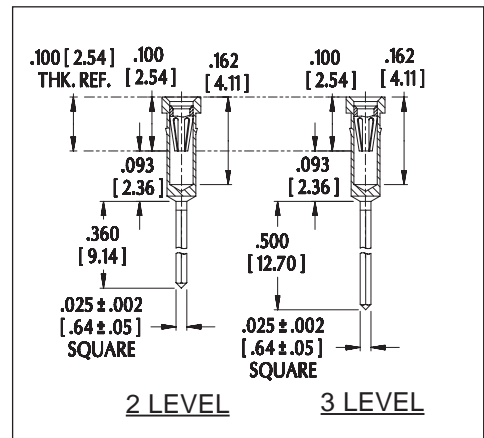 .100 [ 2.54 ]
THK. REF.
.100
[ 2.54 ]
.162
[ 4.11 ]
.100
[ 2.54 ]
.162
[ 4.11 ]
.093
[ 2.36 ]
.093
[ 2.36 ]
.360
[ 9.14 ]
.500
[ 12.70 ]
.025 ± .002
[ .64 ± .05 ]
SQUARE
.025 ± .002
[ .64 ± .05 ]
SQUARE
2 LEVEL
3 LEVEL